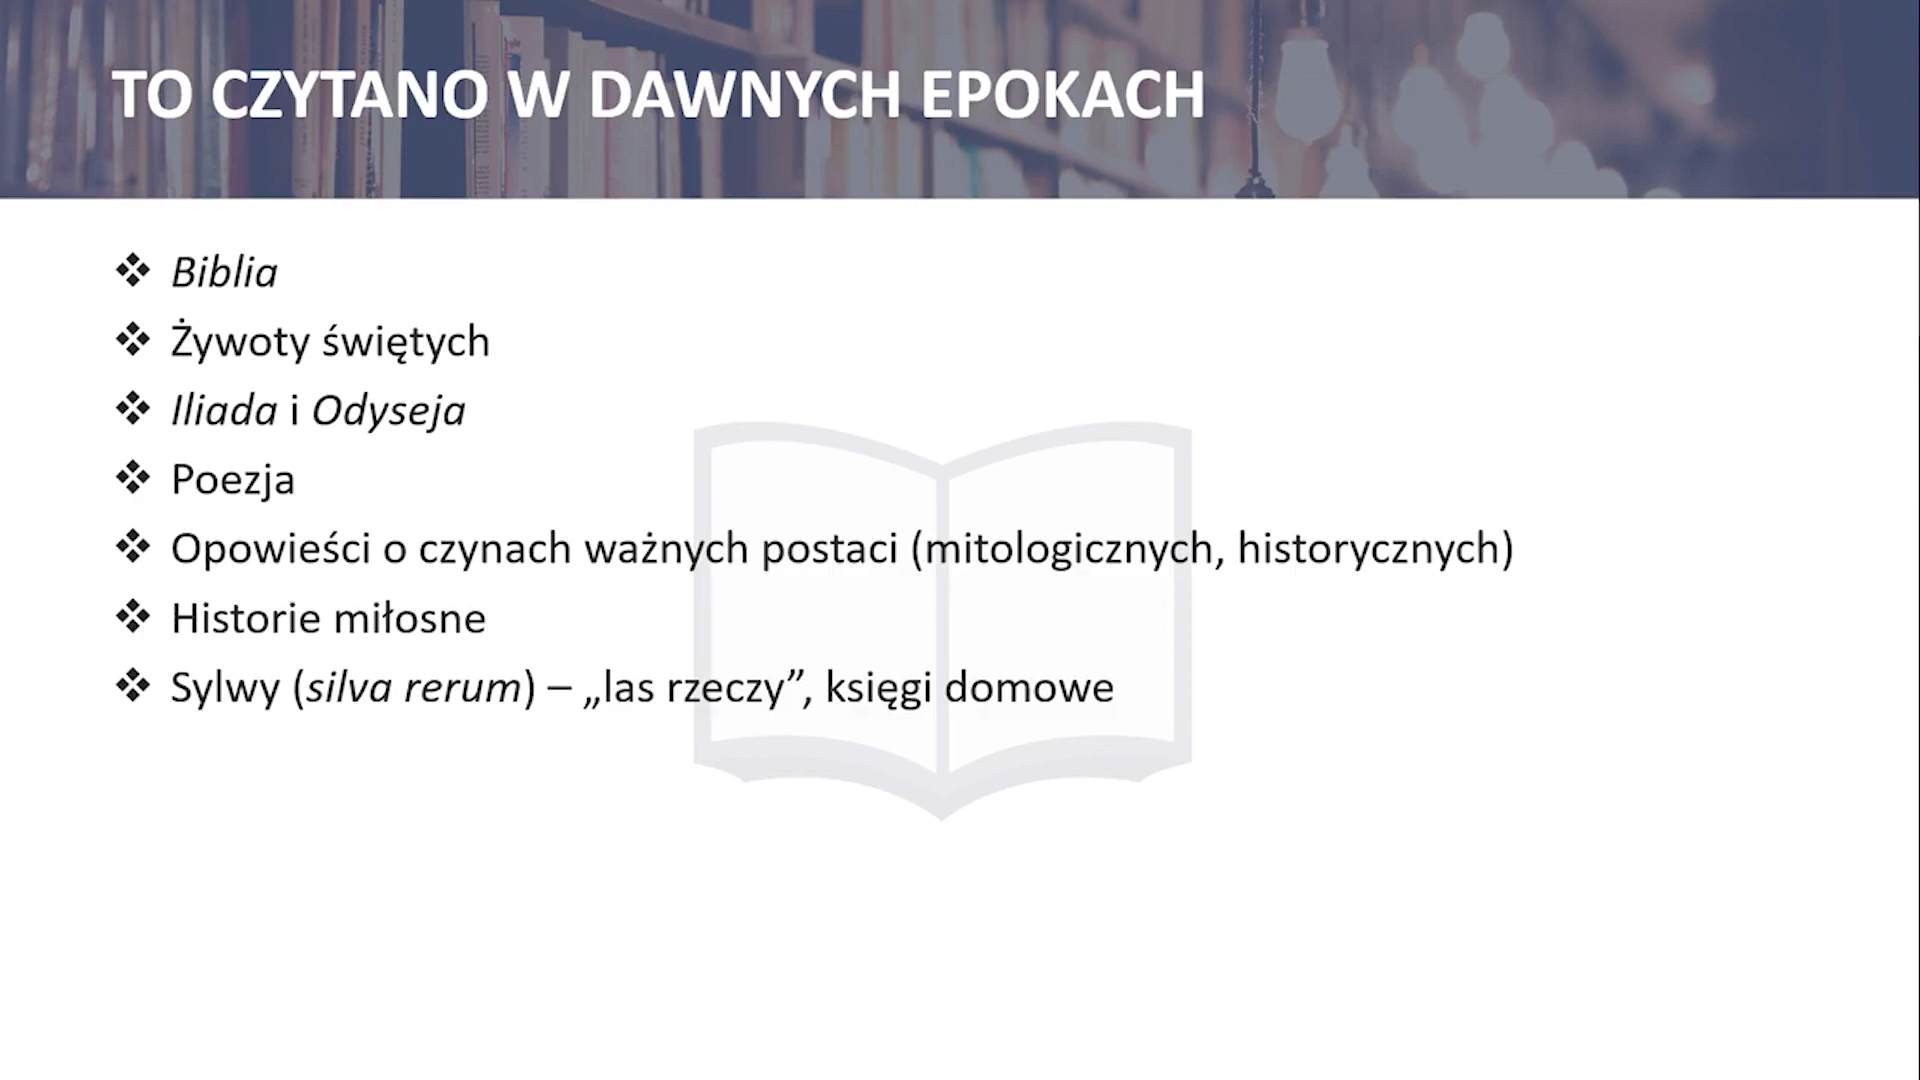 TO CZYTANO W DAWNYCH EPOKACH
❖ Biblia
❖ Żywoty świętych
❖ Iliada i Odyseja
❖ Poezja
❖ Opowieści o czynach ważnych postaci (mitologicznych, historycznych)
❖ Historie miłosne
❖ Sylwy (silva rerum) – „las rzeczy”, księgi domowe